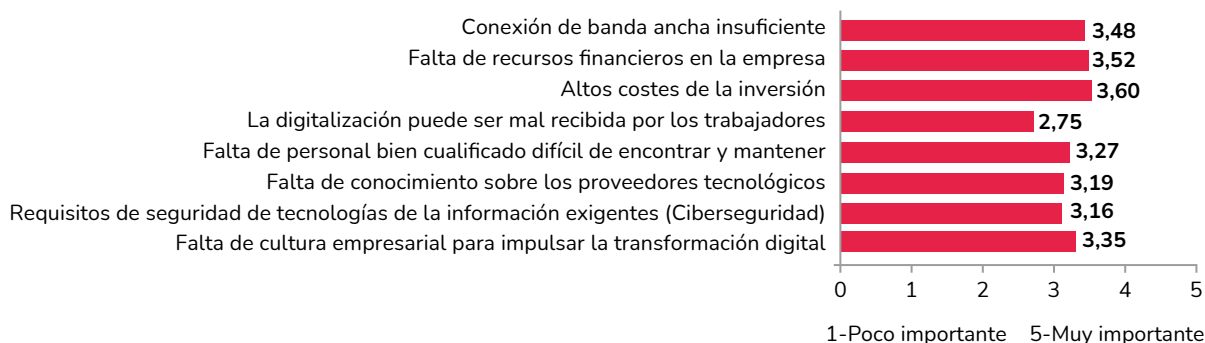 Conexión de banda ancha insuficiente 3,48
Falta de recursos financieros en la empresa 3,52
Altos costes de la inversión 3,60
La digitalización puede ser mal recibida por los trabajadores 2,75
Falta de personal bien cualificado difícil de encontrar y mantener 3,27
Falta de conocimiento sobre los proveedores tecnológicos 3,19
Requisitos de seguridad de tecnologías de la información exigentes (Ciberseguridad) 3,16
Falta de cultura empresarial para impulsar la transformación digital 3,35
0 1 2 3 4 5
1-Poco importante 5-Muy importante